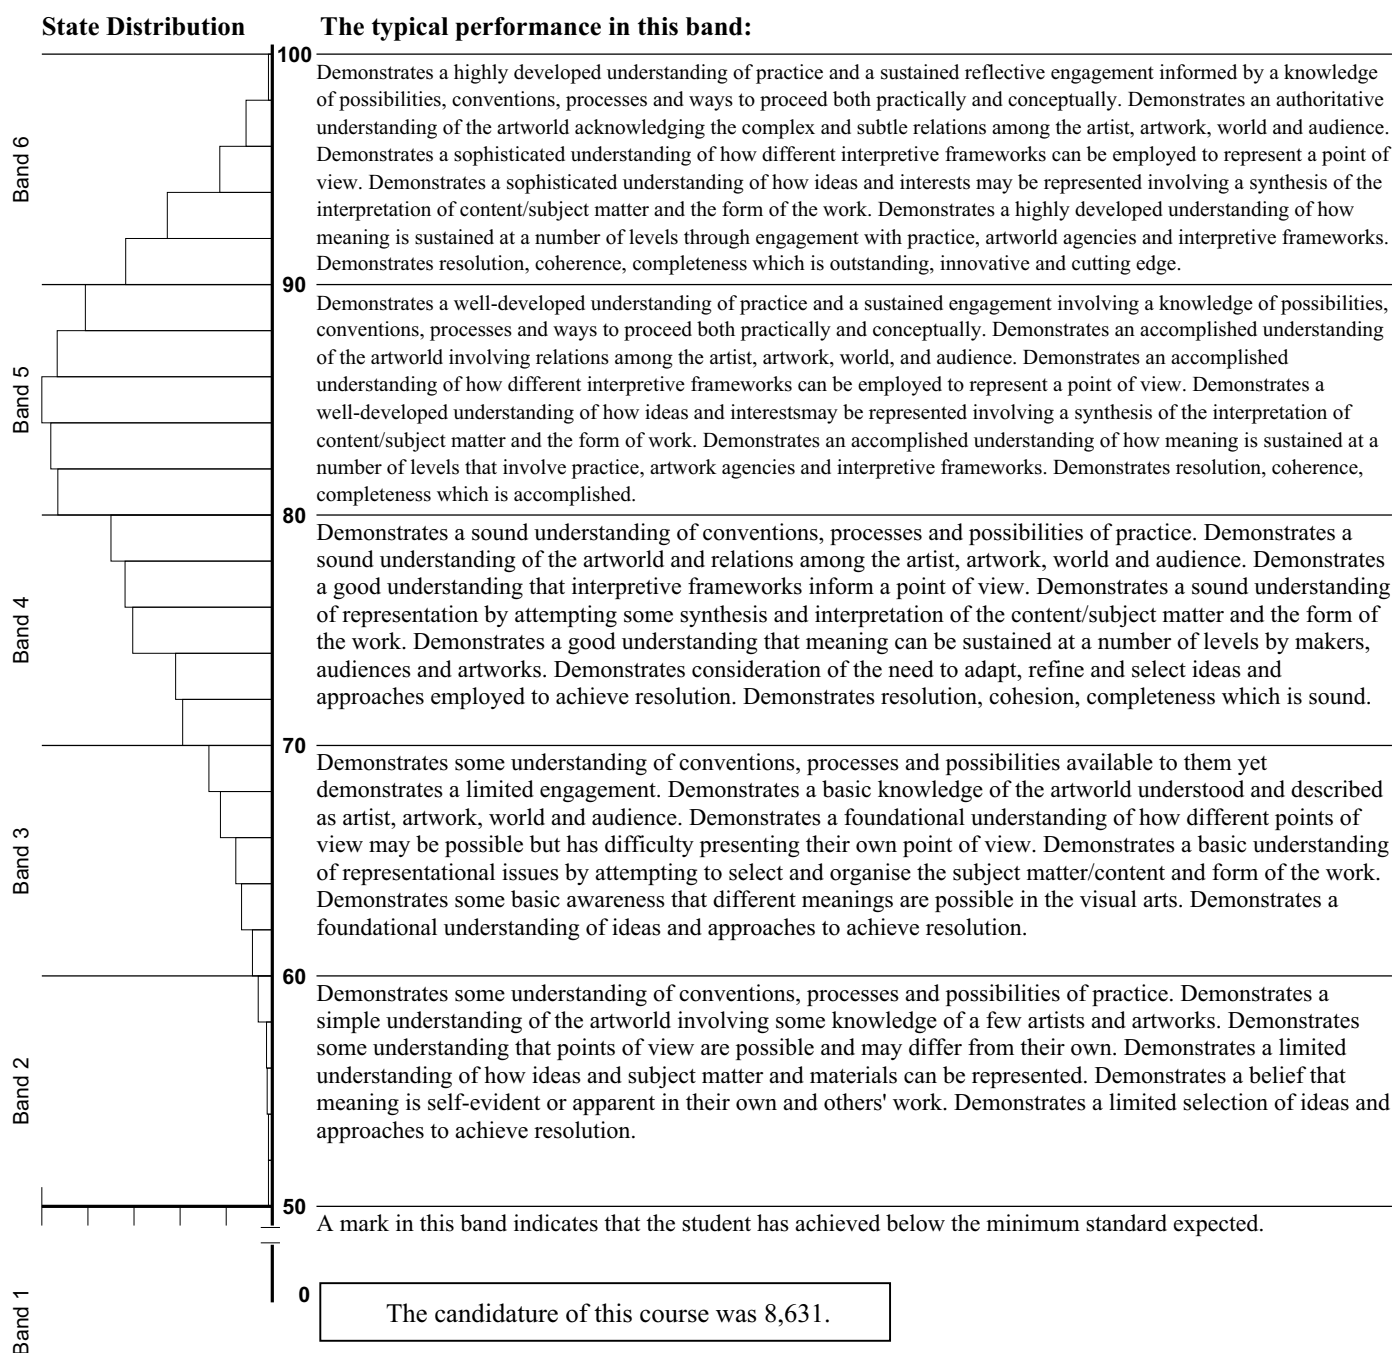 State Distribution
The typical performance in this band:
100
Band 6
Demonstrates a highly developed understanding of practice and a sustained reflective engagement informed by a knowledge
of possibilities, conventions, processes and ways to proceed both practically and conceptually. Demonstrates an authoritative
understanding of the artworld acknowledging the complex and subtle relations among the artist, artwork, world and audience.
Demonstrates a sophisticated understanding of how different interpretive frameworks can be employed to represent a point of
view. Demonstrates a sophisticated understanding of how ideas and interests may be represented involving a synthesis of the
interpretation of content/subject matter and the form of the work. Demonstrates a highly developed understanding of how
meaning is sustained at a number of levels through engagement with practice, artworld agencies and interpretive frameworks.
Demonstrates resolution, coherence, completeness which is outstanding, innovative and cutting edge.
90
Band 5
Demonstrates a well-developed understanding of practice and a sustained engagement involving a knowledge of possibilities,
conventions, processes and ways to proceed both practically and conceptually. Demonstrates an accomplished understanding
of the artworld involving relations among the artist, artwork, world, and audience. Demonstrates an accomplished
understanding of how different interpretive frameworks can be employed to represent a point of view. Demonstrates a
well-developed understanding of how ideas and interestsmay be represented involving a synthesis of the interpretation of
content/subject matter and the form of work. Demonstrates an accomplished understanding of how meaning is sustained at a
number of levels that involve practice, artwork agencies and interpretive frameworks. Demonstrates resolution, coherence,
completeness which is accomplished.
80
Band 4
Demonstrates a sound understanding of conventions, processes and possibilities of practice. Demonstrates a
sound understanding of the artworld and relations among the artist, artwork, world and audience. Demonstrates
a good understanding that interpretive frameworks inform a point of view. Demonstrates a sound understanding
of representation by attempting some synthesis and interpretation of the content/subject matter and the form of
the work. Demonstrates a good understanding that meaning can be sustained at a number of levels by makers,
audiences and artworks. Demonstrates consideration of the need to adapt, refine and select ideas and
approaches employed to achieve resolution. Demonstrates resolution, cohesion, completeness which is sound.
70
Band 3
Demonstrates some understanding of conventions, processes and possibilities available to them yet
demonstrates a limited engagement. Demonstrates a basic knowledge of the artworld understood and described
as artist, artwork, world and audience. Demonstrates a foundational understanding of how different points of
view may be possible but has difficulty presenting their own point of view. Demonstrates a basic understanding
of representational issues by attempting to select and organise the subject matter/content and form of the work.
Demonstrates some basic awareness that different meanings are possible in the visual arts. Demonstrates a
foundational understanding of ideas and approaches to achieve resolution.
60
Band 2
Demonstrates some understanding of conventions, processes and possibilities of practice. Demonstrates a
simple understanding of the artworld involving some knowledge of a few artists and artworks. Demonstrates
some understanding that points of view are possible and may differ from their own. Demonstrates a limited
understanding of how ideas and subject matter and materials can be represented. Demonstrates a belief that
meaning is self-evident or apparent in their own and others' work. Demonstrates a limited selection of ideas and
approaches to achieve resolution.
50
A mark in this band indicates that the student has achieved below the minimum standard expected.
Band 1
0
The candidature of this course was 8,631.